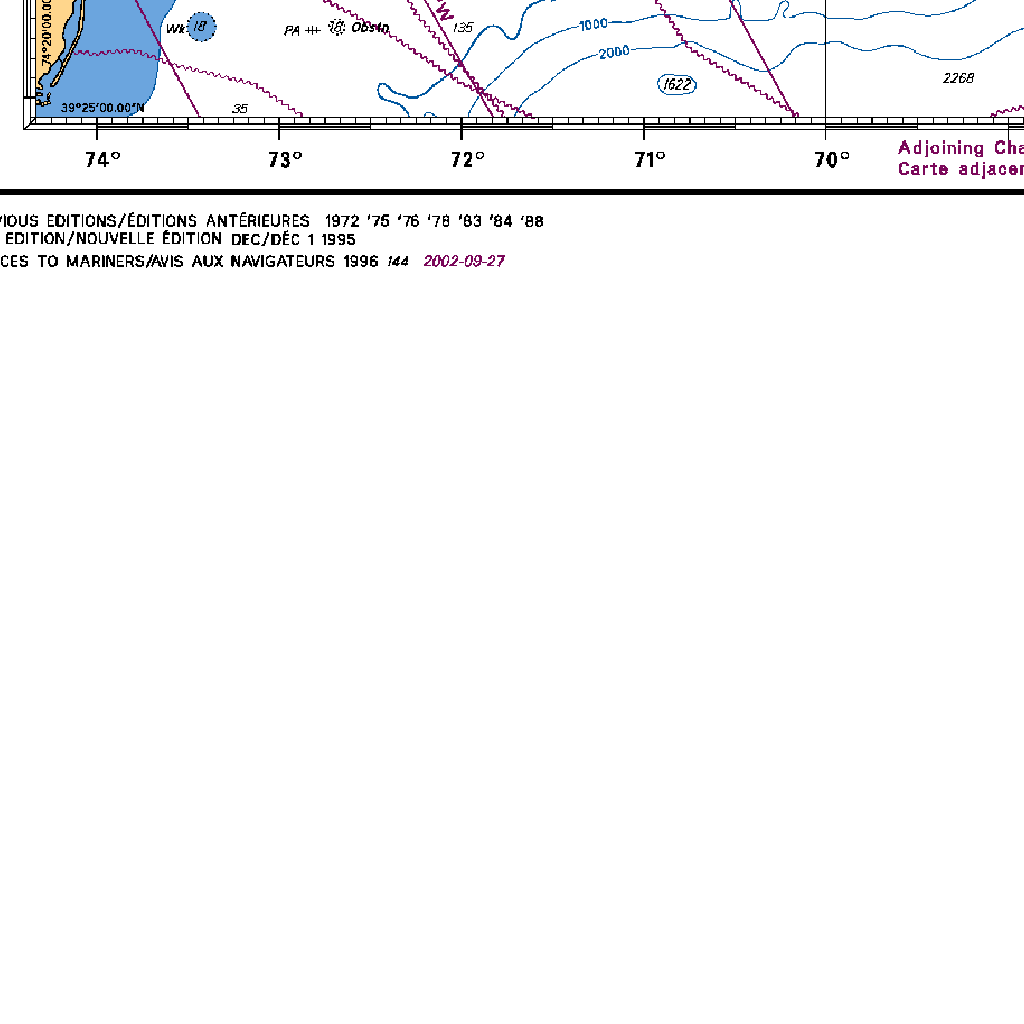 74°20'00.00
Wk 18
PA 18 Obstn
W
135
1000
2000
1622
2268
39°25'00.00"N
35
74° 73° 72° 71° 70°
Adjoining Cha
Carte adjacen
VIOUS EDITIONS/ÉDITIONS ANTÉRIEURES 1972 '75 '76 '78 '83 '84 '88
EDITION/NOUVELLE ÉDITION DEC/DÉC 1 1995
CES TO MARINERS/AVIS AUX NAVIGATEURS 1996 144 2002-09-27